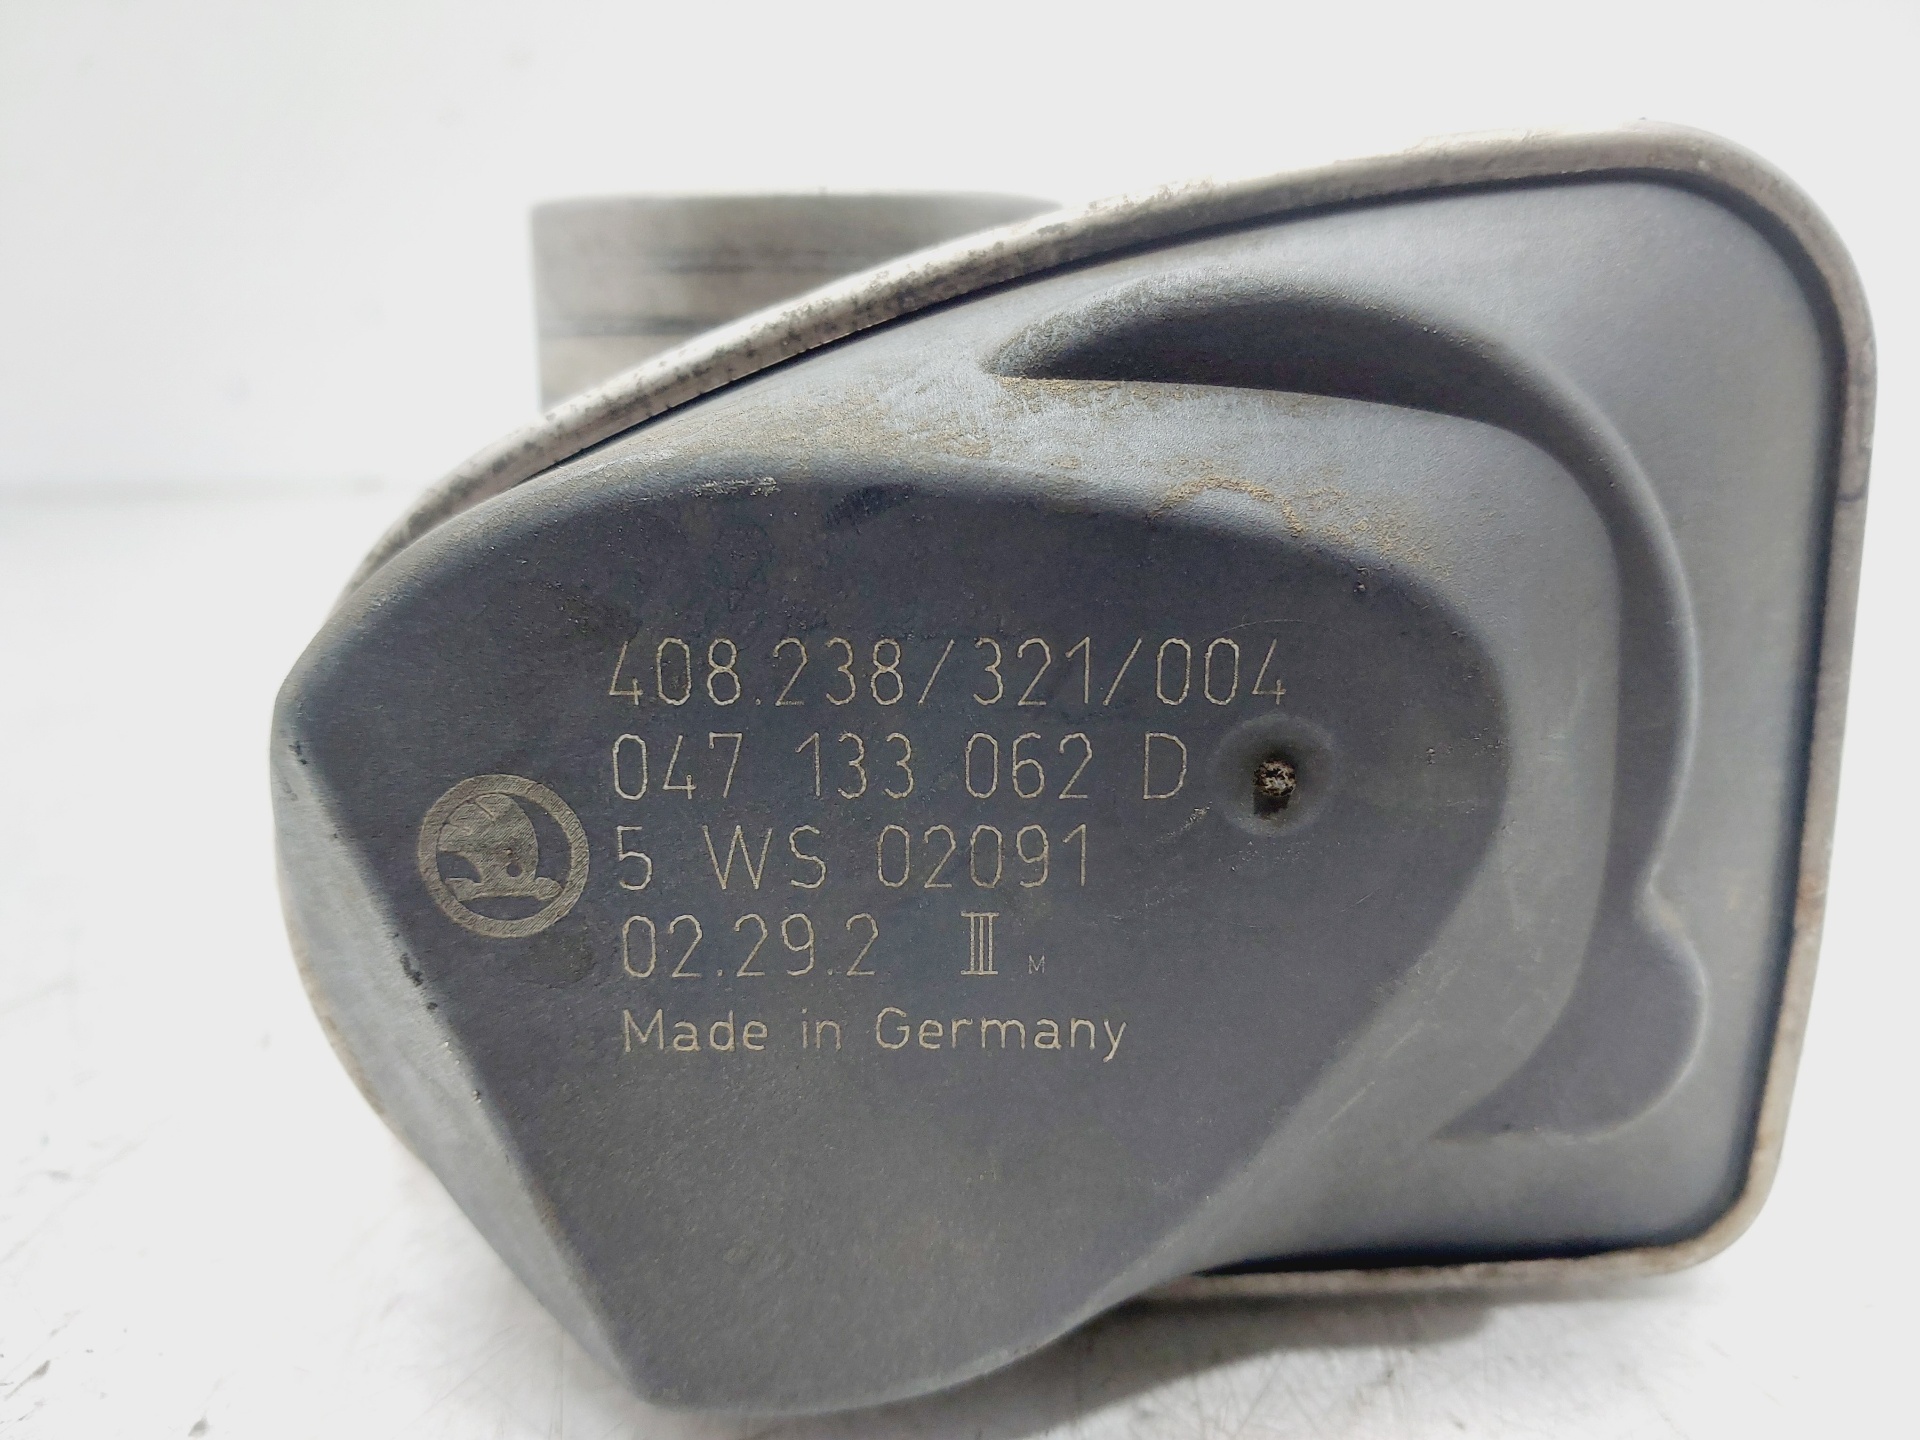 408.238/321/004
047 133 062 D
5 WS 02091
02.29.2 III M
Made in Germany